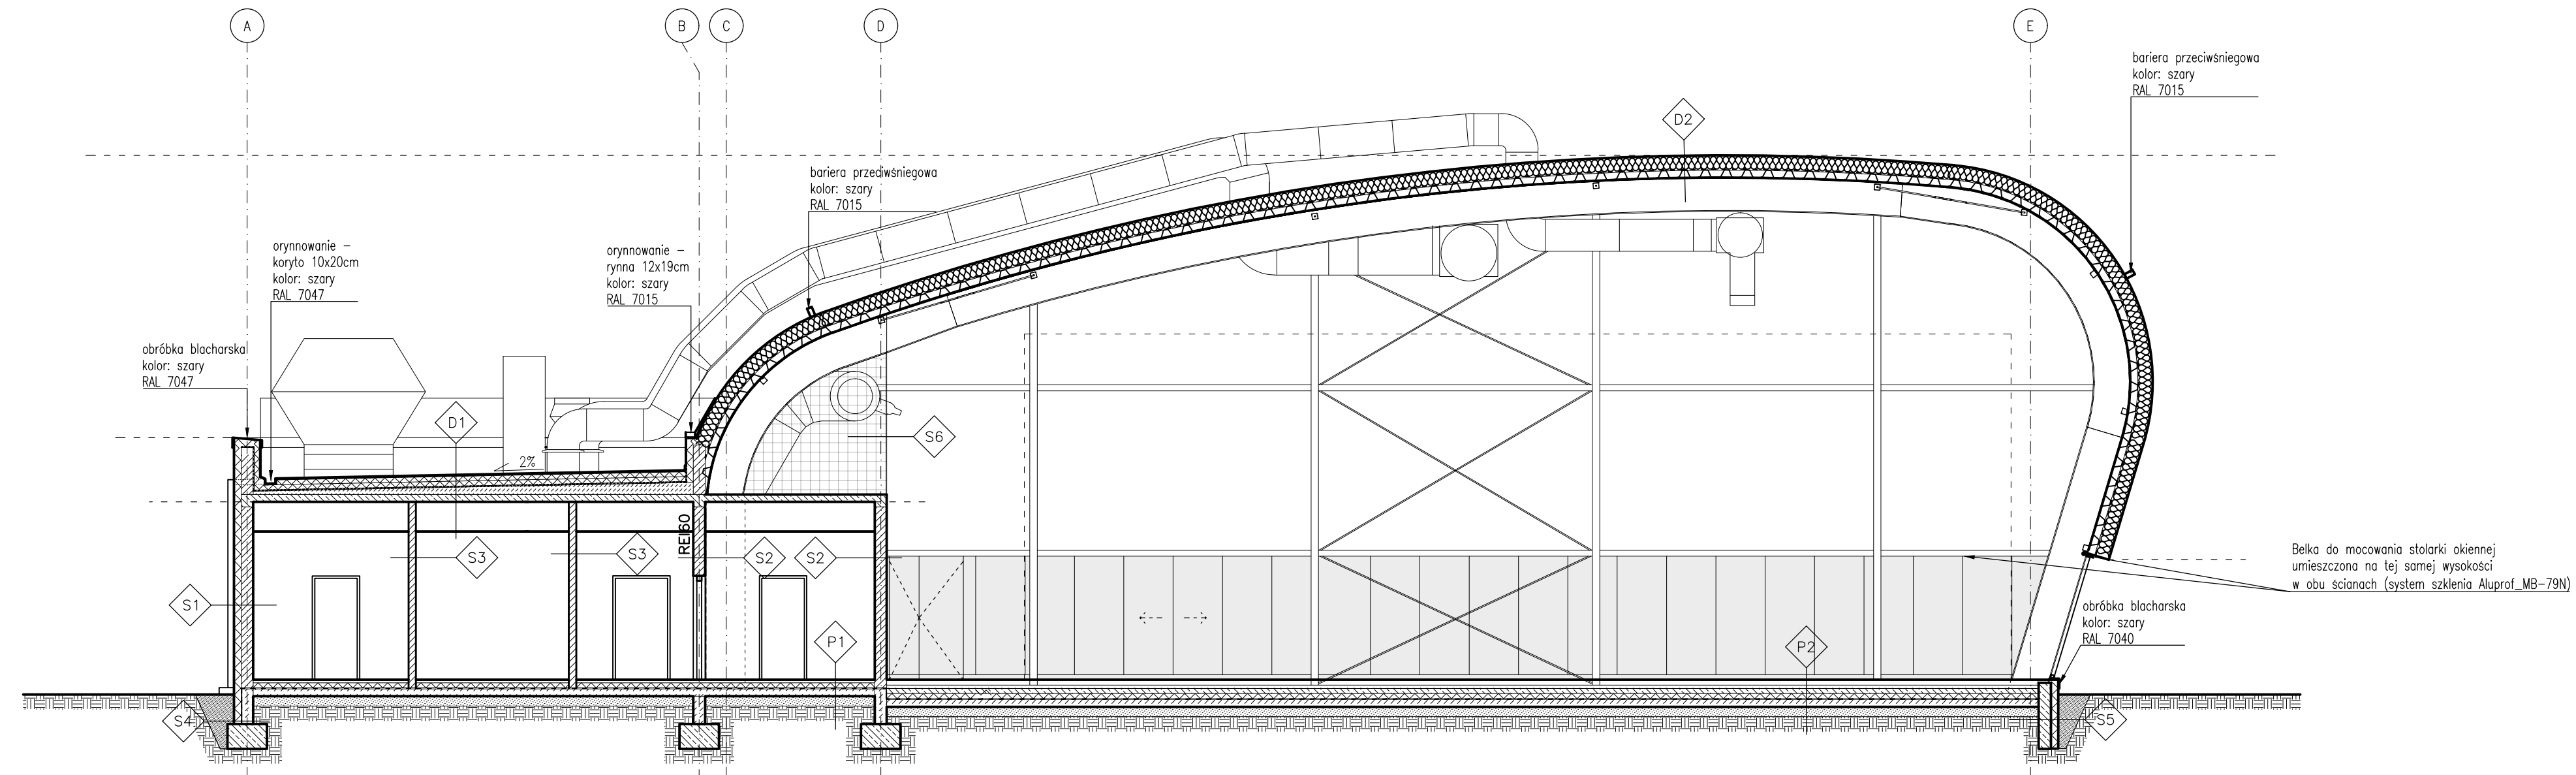 A
B
C
D
E
bariera przeciwśniegowa
kolor: szary
RAL 7015
D2
bariera przeciwśniegowa
kolor: szary
RAL 7015
orynnowanie –
koryto 10x20cm
kolor: szary
RAL 7047
orynnowanie –
rynna 12x19cm
kolor: szary
RAL 7015
obróbka blacharska
kolor: szary
RAL 7047
D1
S6
2%
REI60
S3
S3
S2
S2
Belka do mocowania stolarki okiennej
umieszczona na tej samej wysokości
w obu ścianach (system szklenia Aluprof_MB–79N)
S1
obróbka blacharska
kolor: szary
RAL 7040
P1
P2
S4
S5